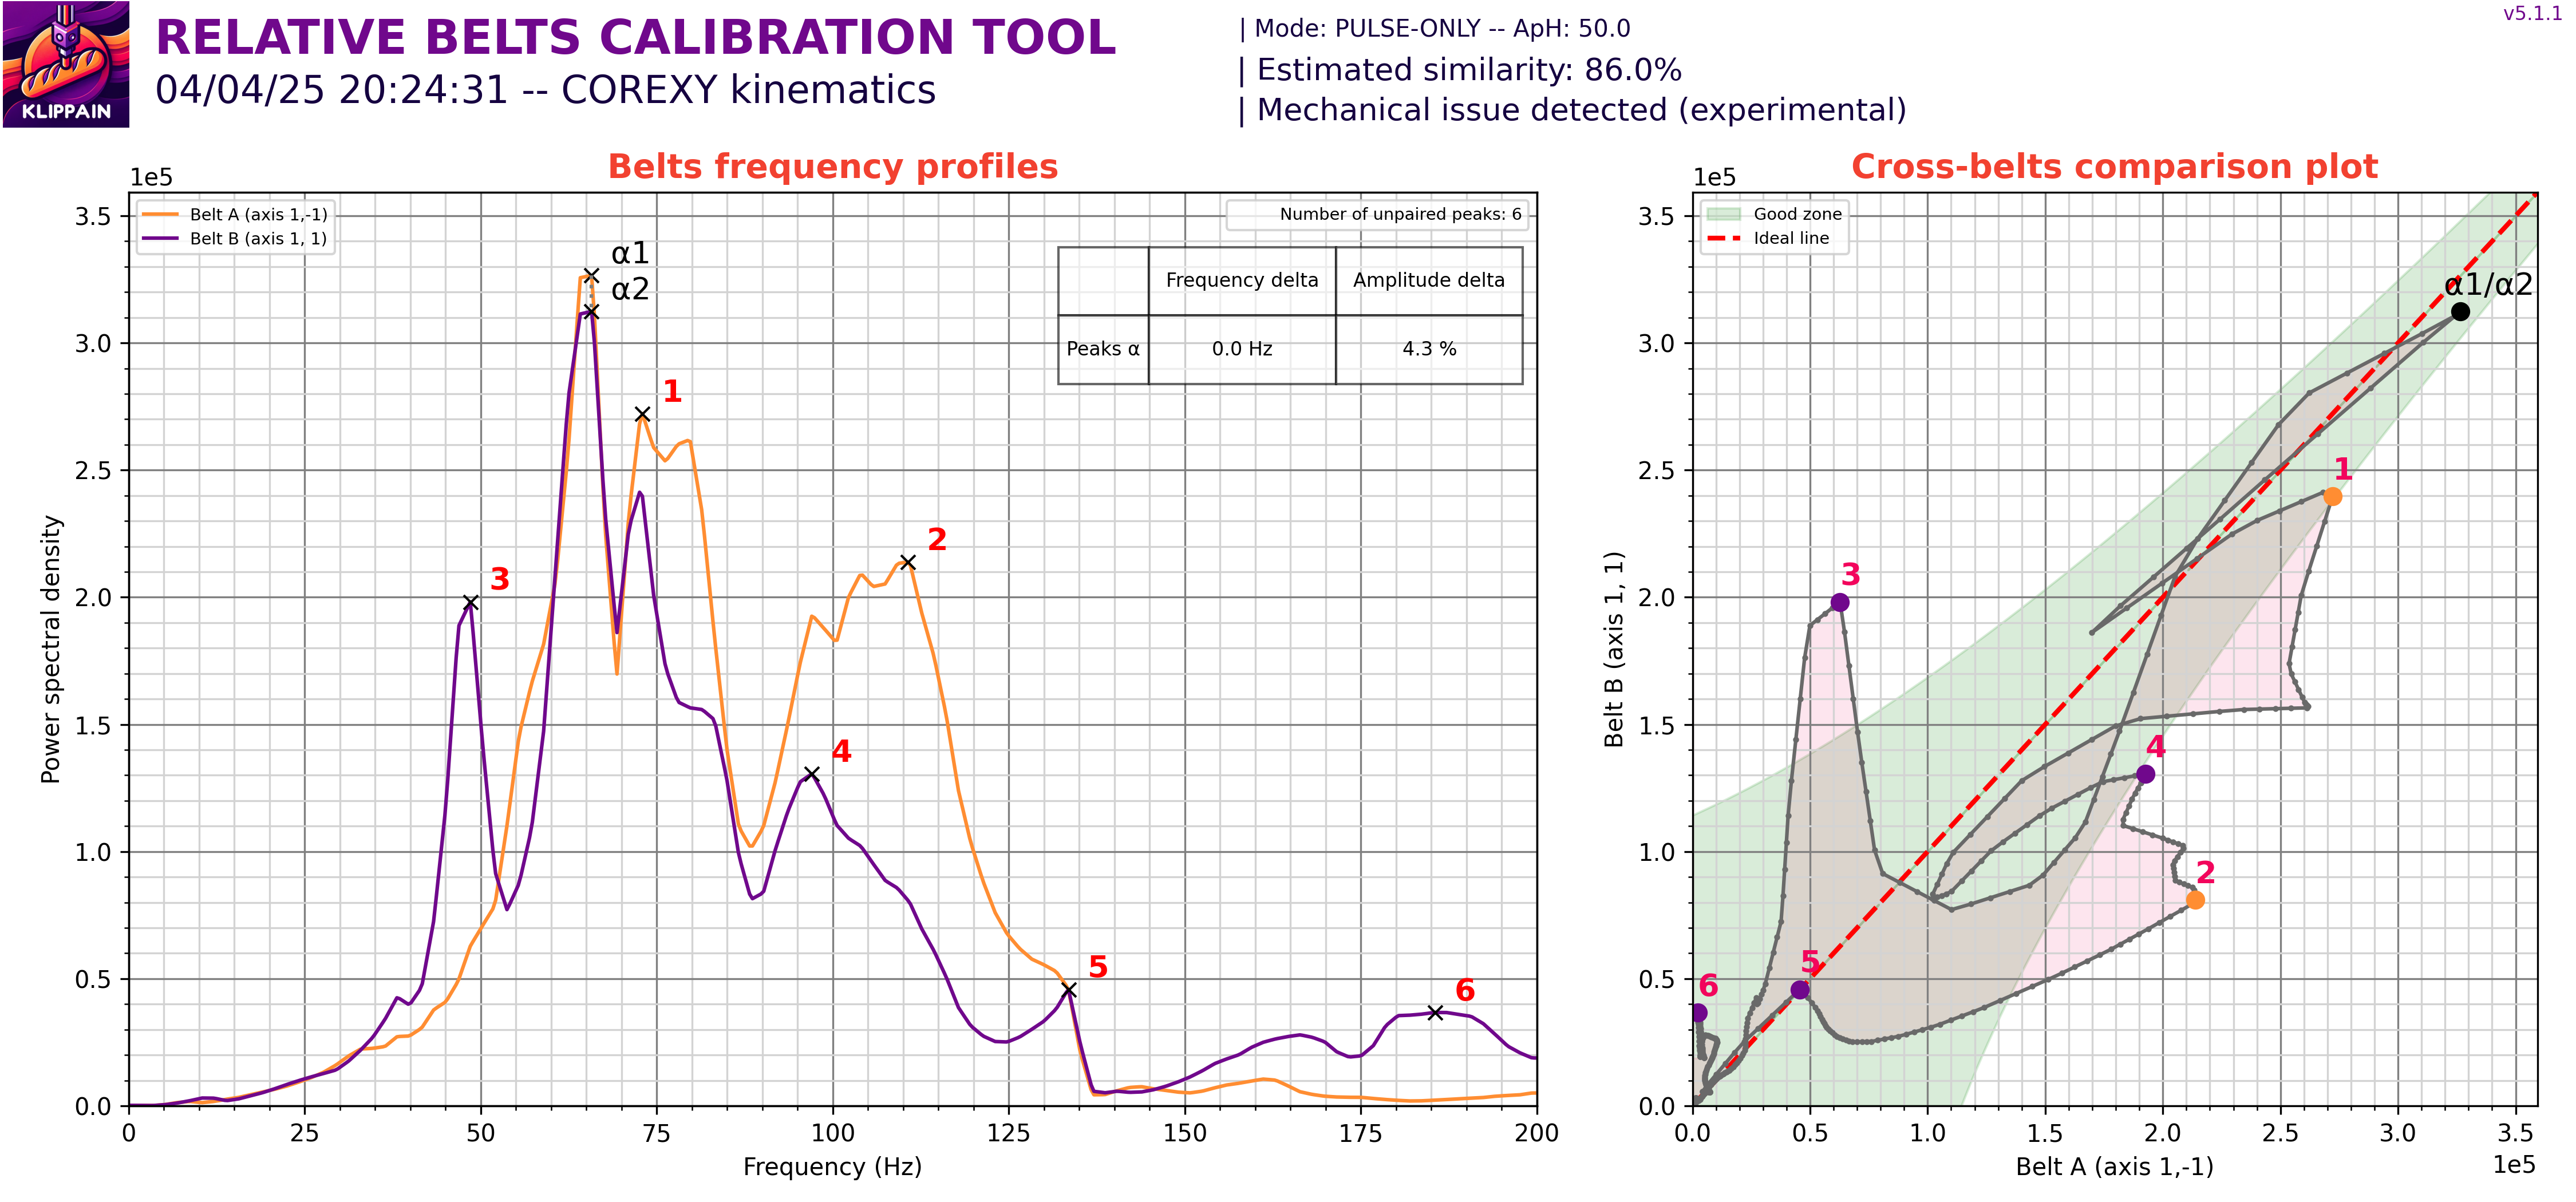 v5.1.1
KLIPPAIN
RELATIVE BELTS CALIBRATION TOOL
04/04/25 20:24:31 -- COREXY kinematics
| Mode: PULSE-ONLY -- ApH: 50.0
| Estimated similarity: 86.0%
| Mechanical issue detected (experimental)
Belts frequency profiles
1e5
Belt A (axis 1,-1)
Belt B (axis 1, 1)
Number of unpaired peaks: 6
Frequency delta Amplitude delta
Peaks α 0.0 Hz 4.3 %
α1
α2
1
2
3
4
5
6
3.5
3.0
2.5
2.0
1.5
1.0
0.5
0.0
Power spectral density
0 25 50 75 100 125 150 175 200
Frequency (Hz)
Cross-belts comparison plot
1e5
Good zone
Ideal line
α1/α2
1
3
4
2
5
6
3.5
3.0
2.5
2.0
1.5
1.0
0.5
0.0
Belt B (axis 1, 1)
0.0 0.5 1.0 1.5 2.0 2.5 3.0 3.5
Belt A (axis 1,-1)
1e5